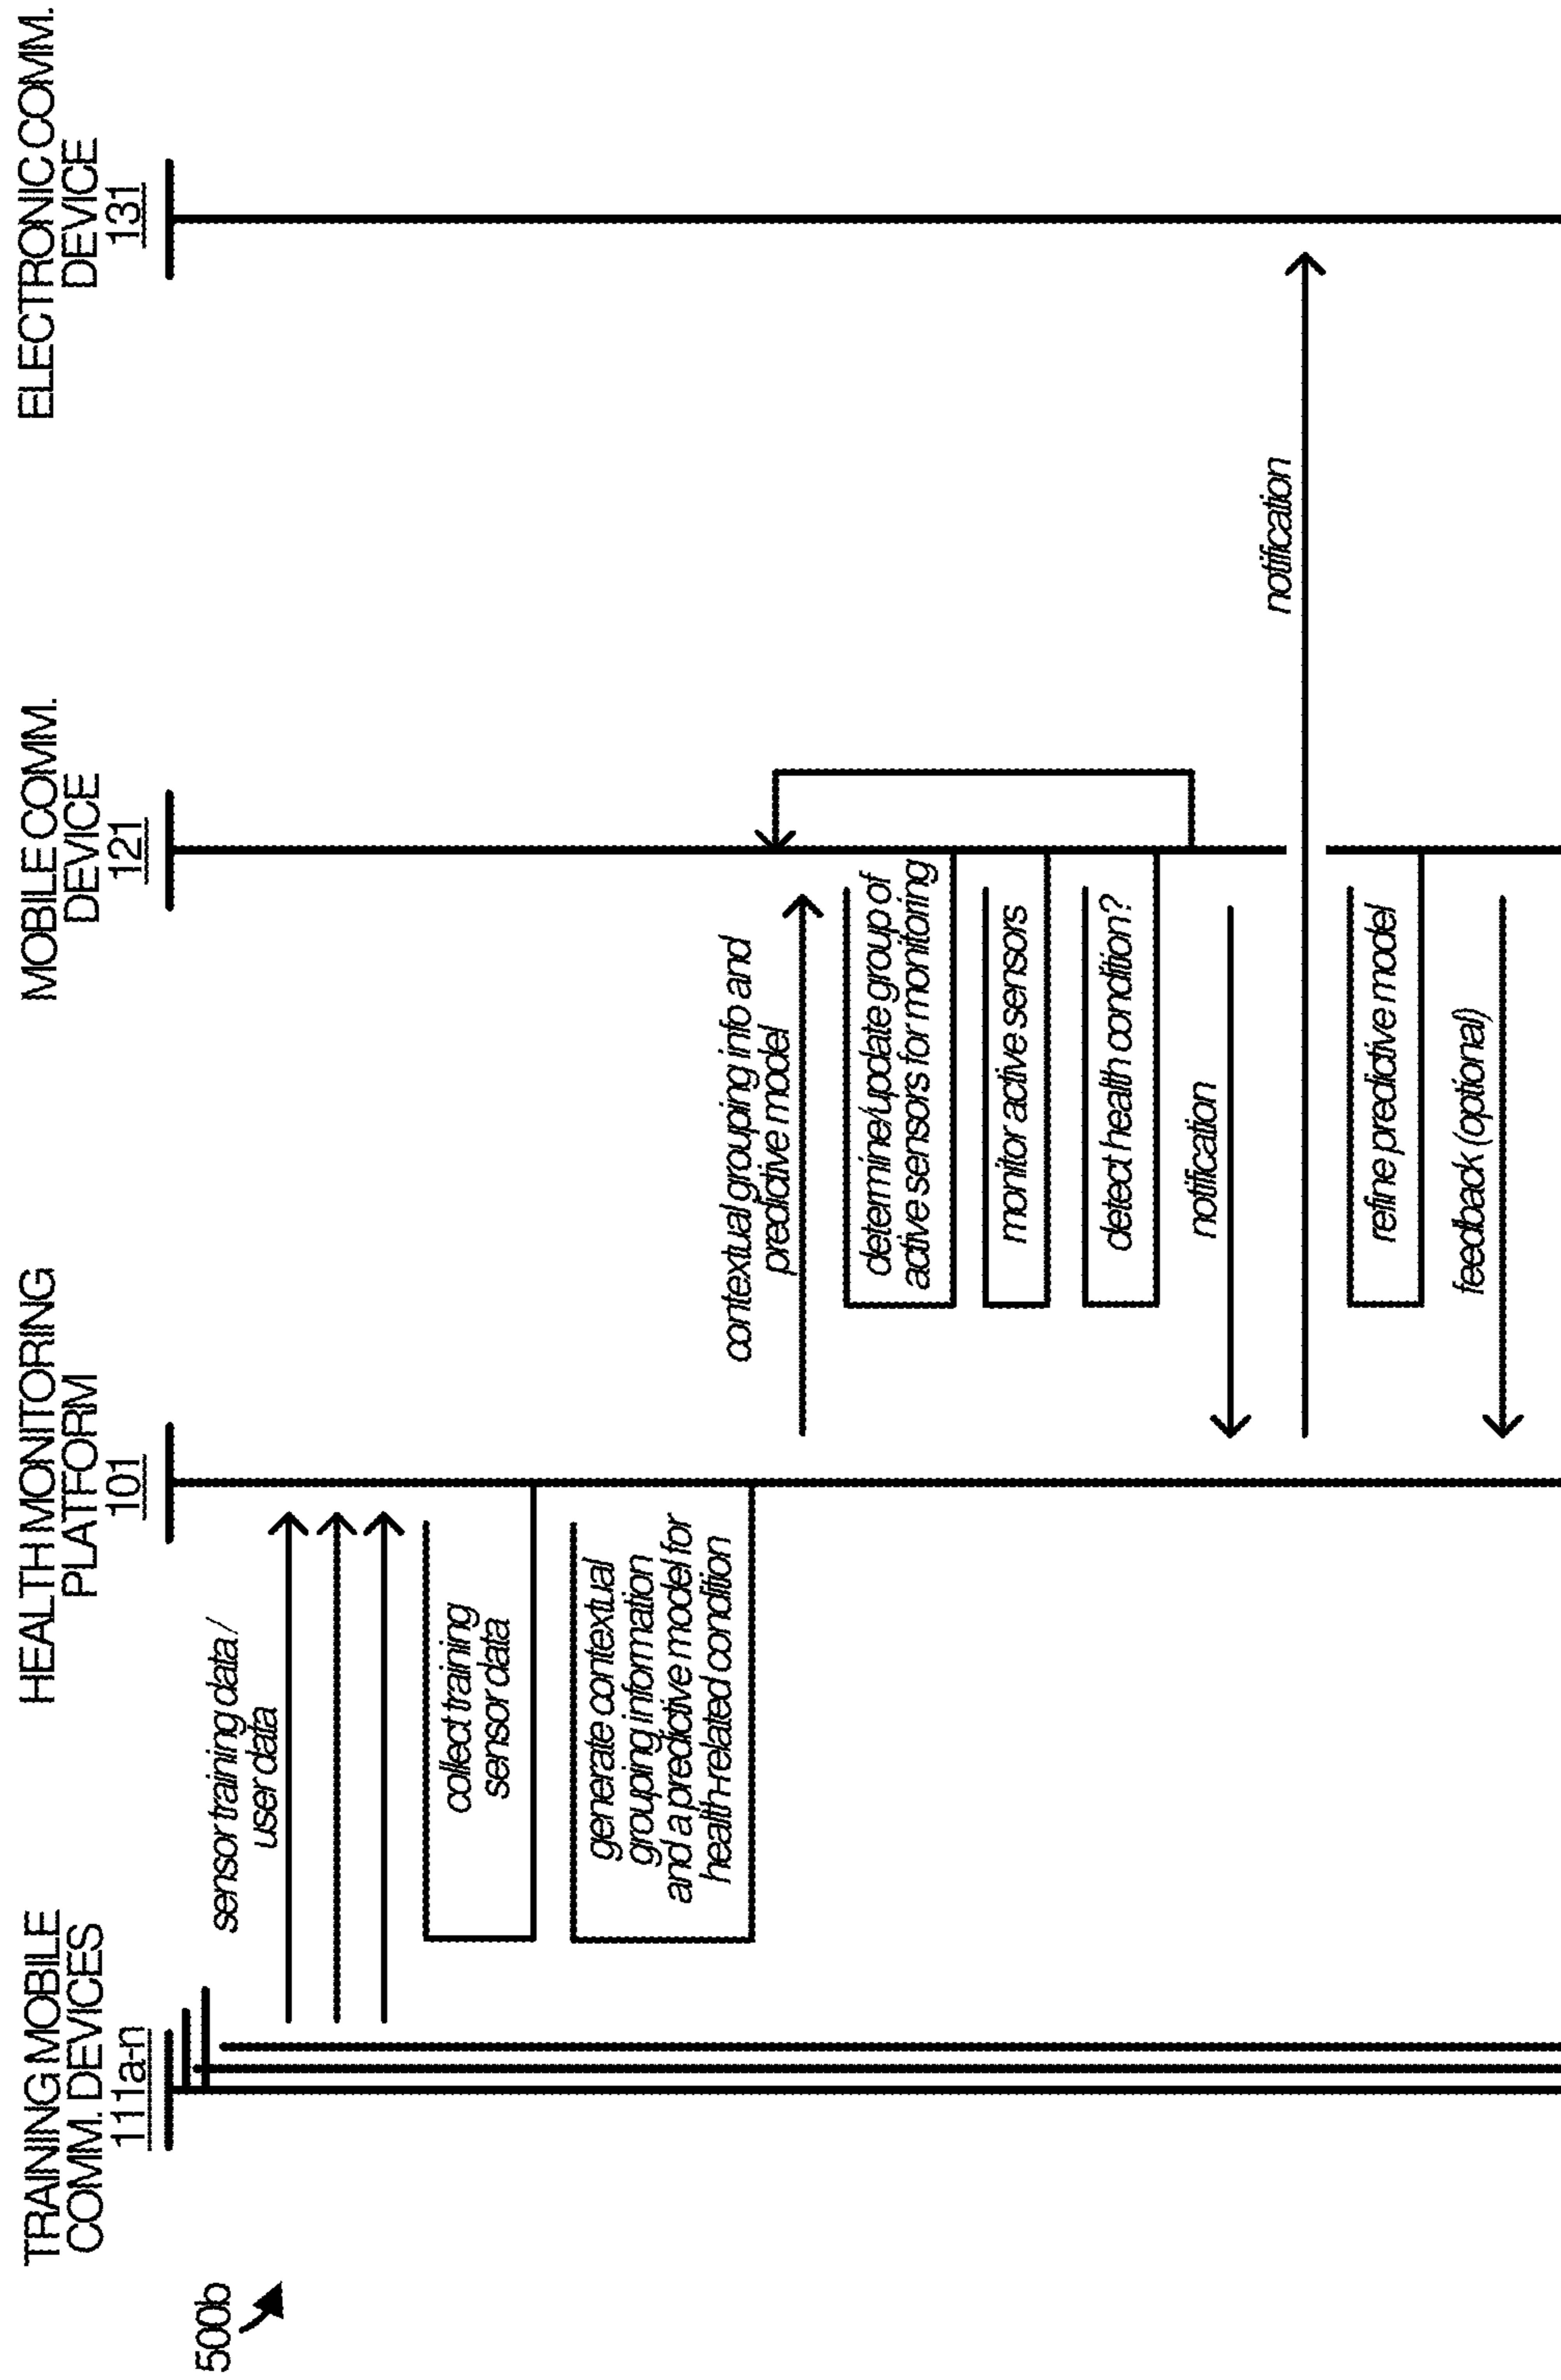 500b
TRAINING MOBILE
COMM. DEVICES
111a-n
HEALTH MONITORING
PLATFORM
101
MOBILE COMM.
DEVICE
121
ELECTRONIC COMM.
DEVICE
131
sensor training data /
user data
collect training
sensor data
generate contextual
grouping information
and a predictive model for
health-related condition
contextual grouping info and
predictive model
determine/update group of
active sensors for monitoring
monitor active sensors
detect health condition?
notification
notification
refine predictive model
feedback (optional)